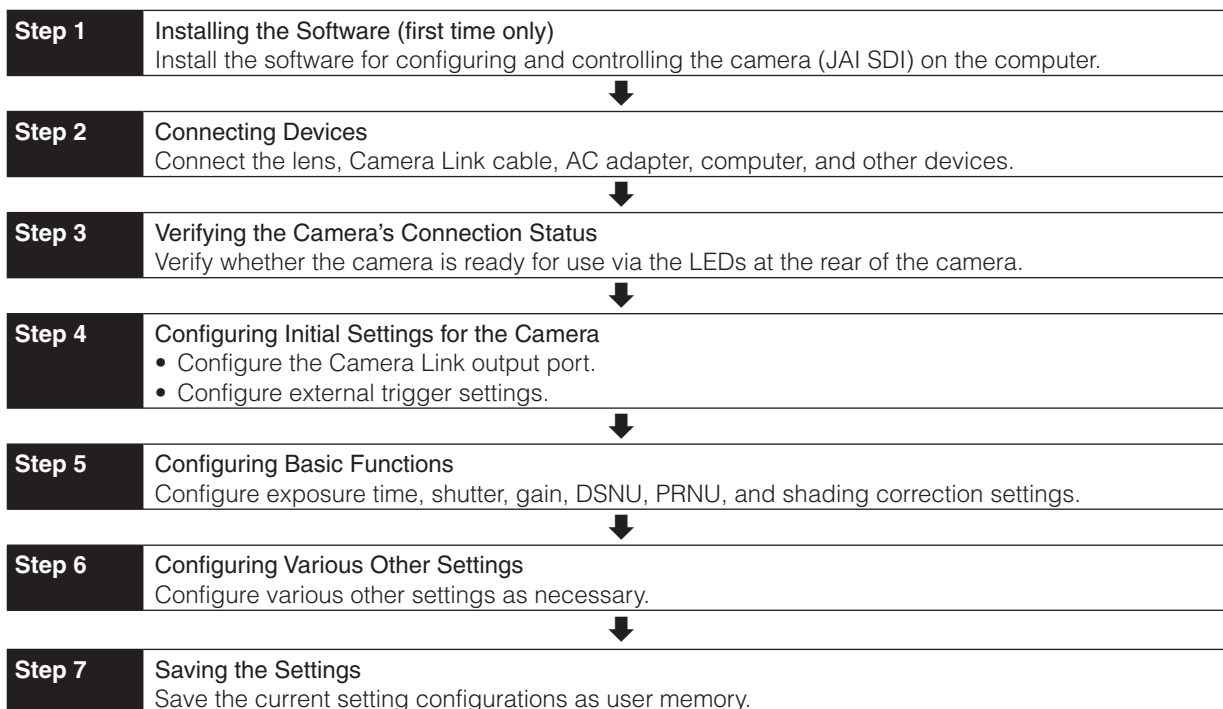 Step 1
Installing the Software (first time only)
Install the software for configuring and controlling the camera (JAI SDI) on the computer.
Step 2
Connecting Devices
Connect the lens, Camera Link cable, AC adapter, computer, and other devices.
Step 3
Verifying the Camera’s Connection Status
Verify whether the camera is ready for use via the LEDs at the rear of the camera.
Step 4
Configuring Initial Settings for the Camera
• Configure the Camera Link output port.
• Configure external trigger settings.
Step 5
Configuring Basic Functions
Configure exposure time, shutter, gain, DSNU, PRNU, and shading correction settings.
Step 6
Configuring Various Other Settings
Configure various other settings as necessary.
Step 7
Saving the Settings
Save the current setting configurations as user memory.